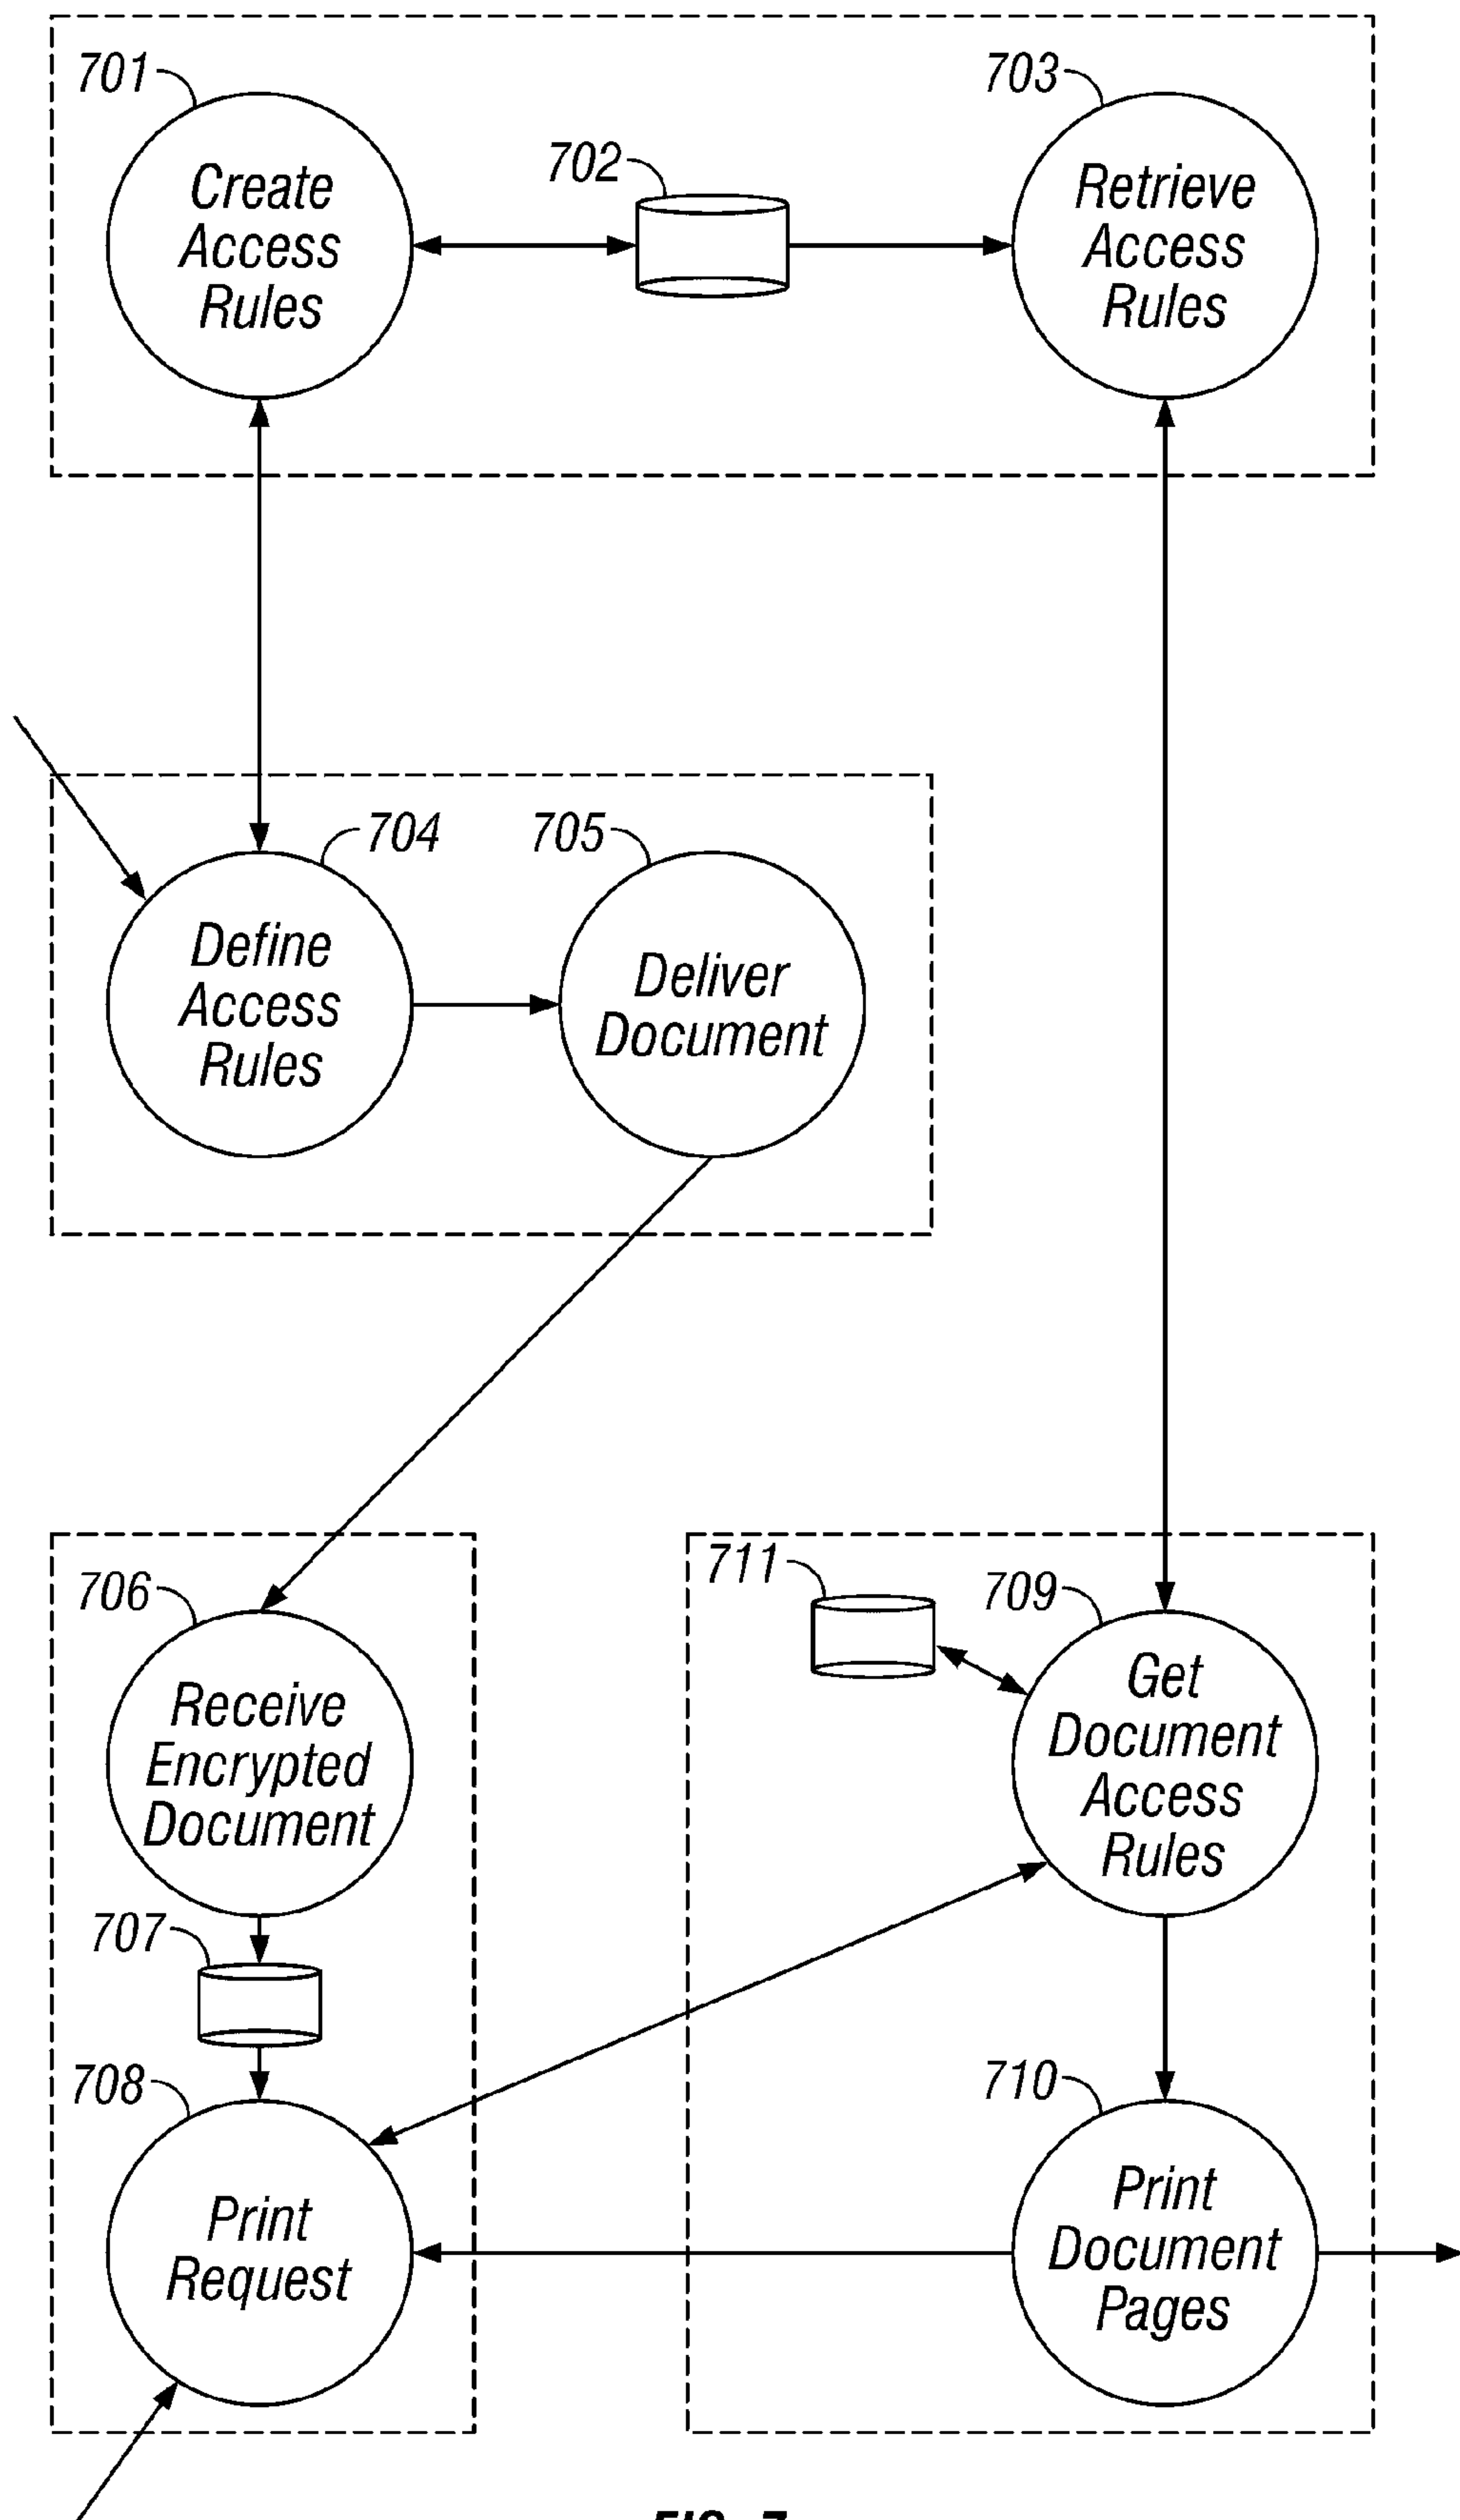 701
Create
Access
Rules
702
703
Retrieve
Access
Rules
704
Define
Access
Rules
705
Deliver
Document
706
Receive
Encrypted
Document
707
708
Print
Request
711
709
Get
Document
Access
Rules
710
Print
Document
Pages